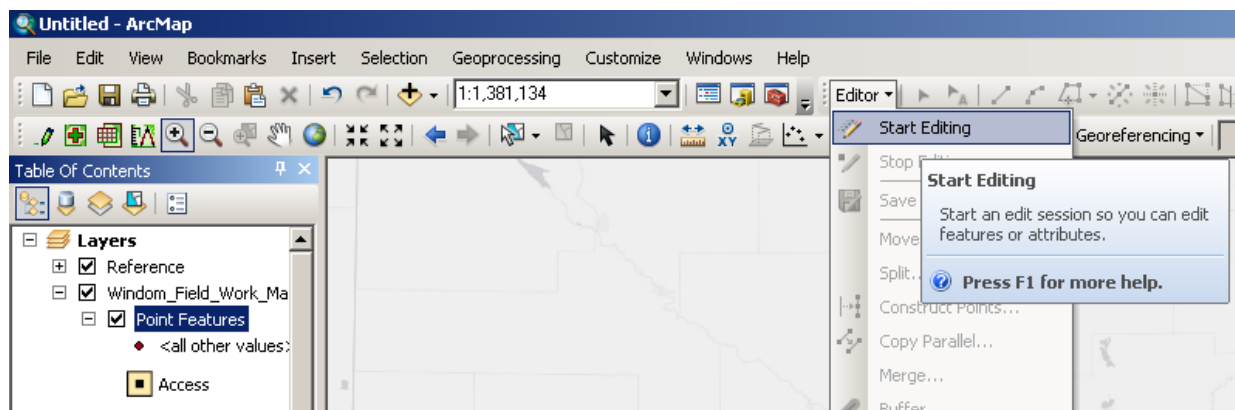 Untitled - ArcMap
File Edit View Bookmarks Insert Selection Geoprocessing Customize Windows Help
1:1,381,134
Editor
Start Editing
Georeferencing
Table Of Contents
Stop
Start Editing
Start an edit session so you can edit
features or attributes.
Press F1 for more help.
Save
Move
Split..
Construct Points...
Copy Parallel...
Merge...
Buffer
Layers
Reference
Windom_Field_Work_Ma
Point Features
<all other values>
Access